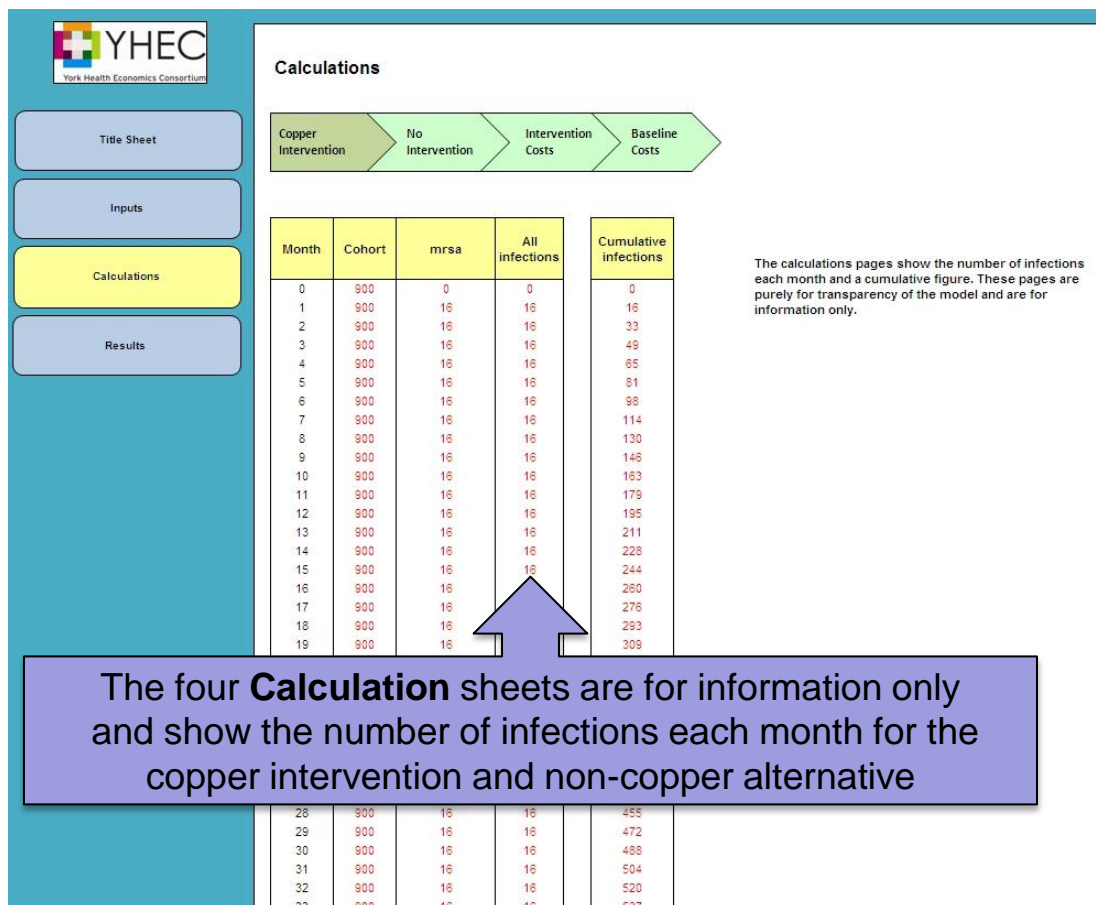 YHEC
York Health Economics Consortium
Title Sheet
Inputs
Calculations
Results
Calculations
Copper
Intervention
No
Intervention
Intervention
Costs
Baseline
Costs
Month Cohort mrsa All infections Cumulative infections
0 900 0 0 0
1 900 16 16 16
2 900 16 16 33
3 900 16 16 49
4 900 16 16 65
5 900 16 16 81
6 900 16 16 98
7 900 16 16 114
8 900 16 16 130
9 900 16 16 146
10 900 16 16 163
11 900 16 16 179
12 900 16 16 195
13 900 16 16 211
14 900 16 16 228
15 900 16 16 244
16 900 16 260
17 900 16 276
18 900 16 293
19 900 16 309
The calculations pages show the number of infections
each month and a cumulative figure. These pages are
purely for transparency of the model and are for
information only.
The four Calculation sheets are for information only
and show the number of infections each month for the
copper intervention and non-copper alternative
28 900 16 16 455
29 900 16 16 472
30 900 16 16 488
31 900 16 16 504
32 900 16 16 520